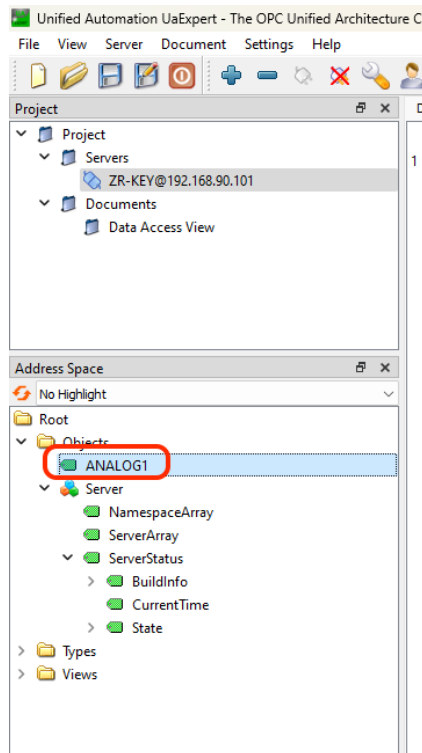 Unified Automation UaExpert - The OPC Unified Architecture C
File View Server Document Settings Help
Project
D
Project
1
Servers
ZR-KEY@192.168.90.101
Documents
Data Access View
Address Space
No Highlight
Root
Objects
ANALOG1
Server
NamespaceArray
ServerArray
ServerStatus
BuildInfo
CurrentTime
State
Types
Views